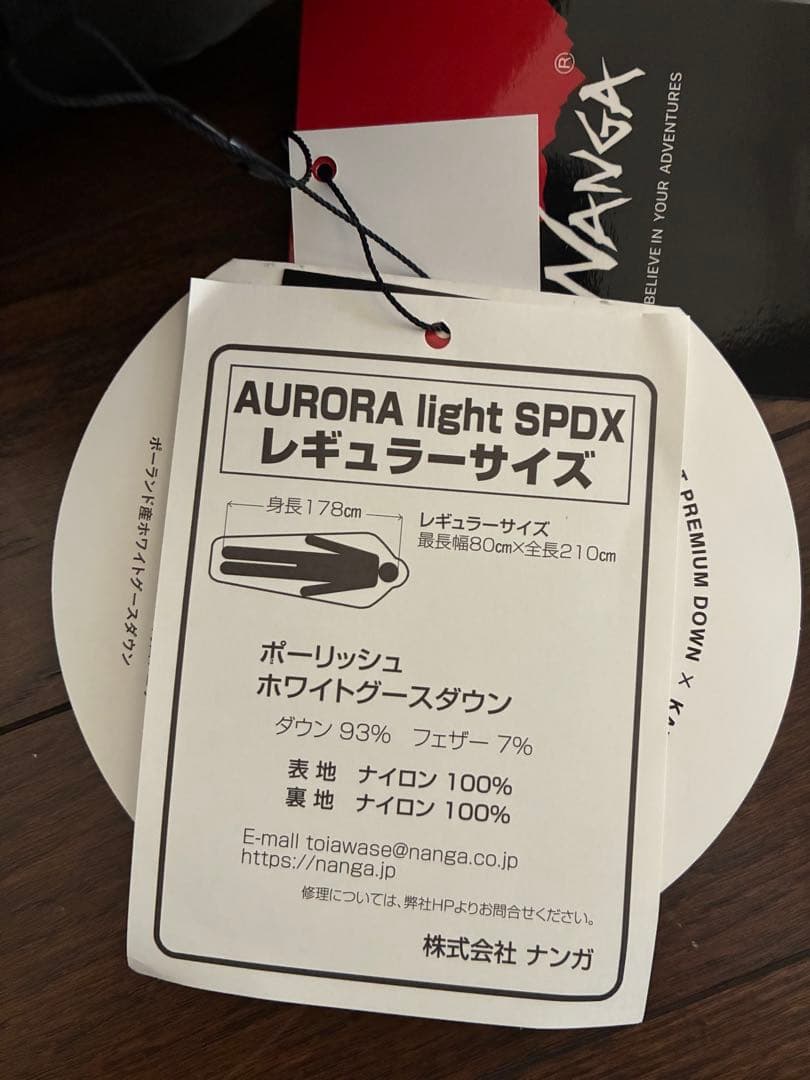 NANGA®
BELIEVE IN YOUR ADVENTURES
AURORA light SPDX
レギュラーサイズ
身長178㎝
レギュラーサイズ
最長幅80㎝×全長210㎝
ポーリッシュ
ホワイトグースダウン
ダウン 93% フェザー 7%
表 地 ナイロン 100%
裏 地 ナイロン 100%
E-mall toiawase@nanga.co.jp
https://nanga.jp
修理については、弊社HPよりお問合せください。
株式会社 ナンガ
ポーランド産ホワイトグースダウン
PREMIUM DOWN ×